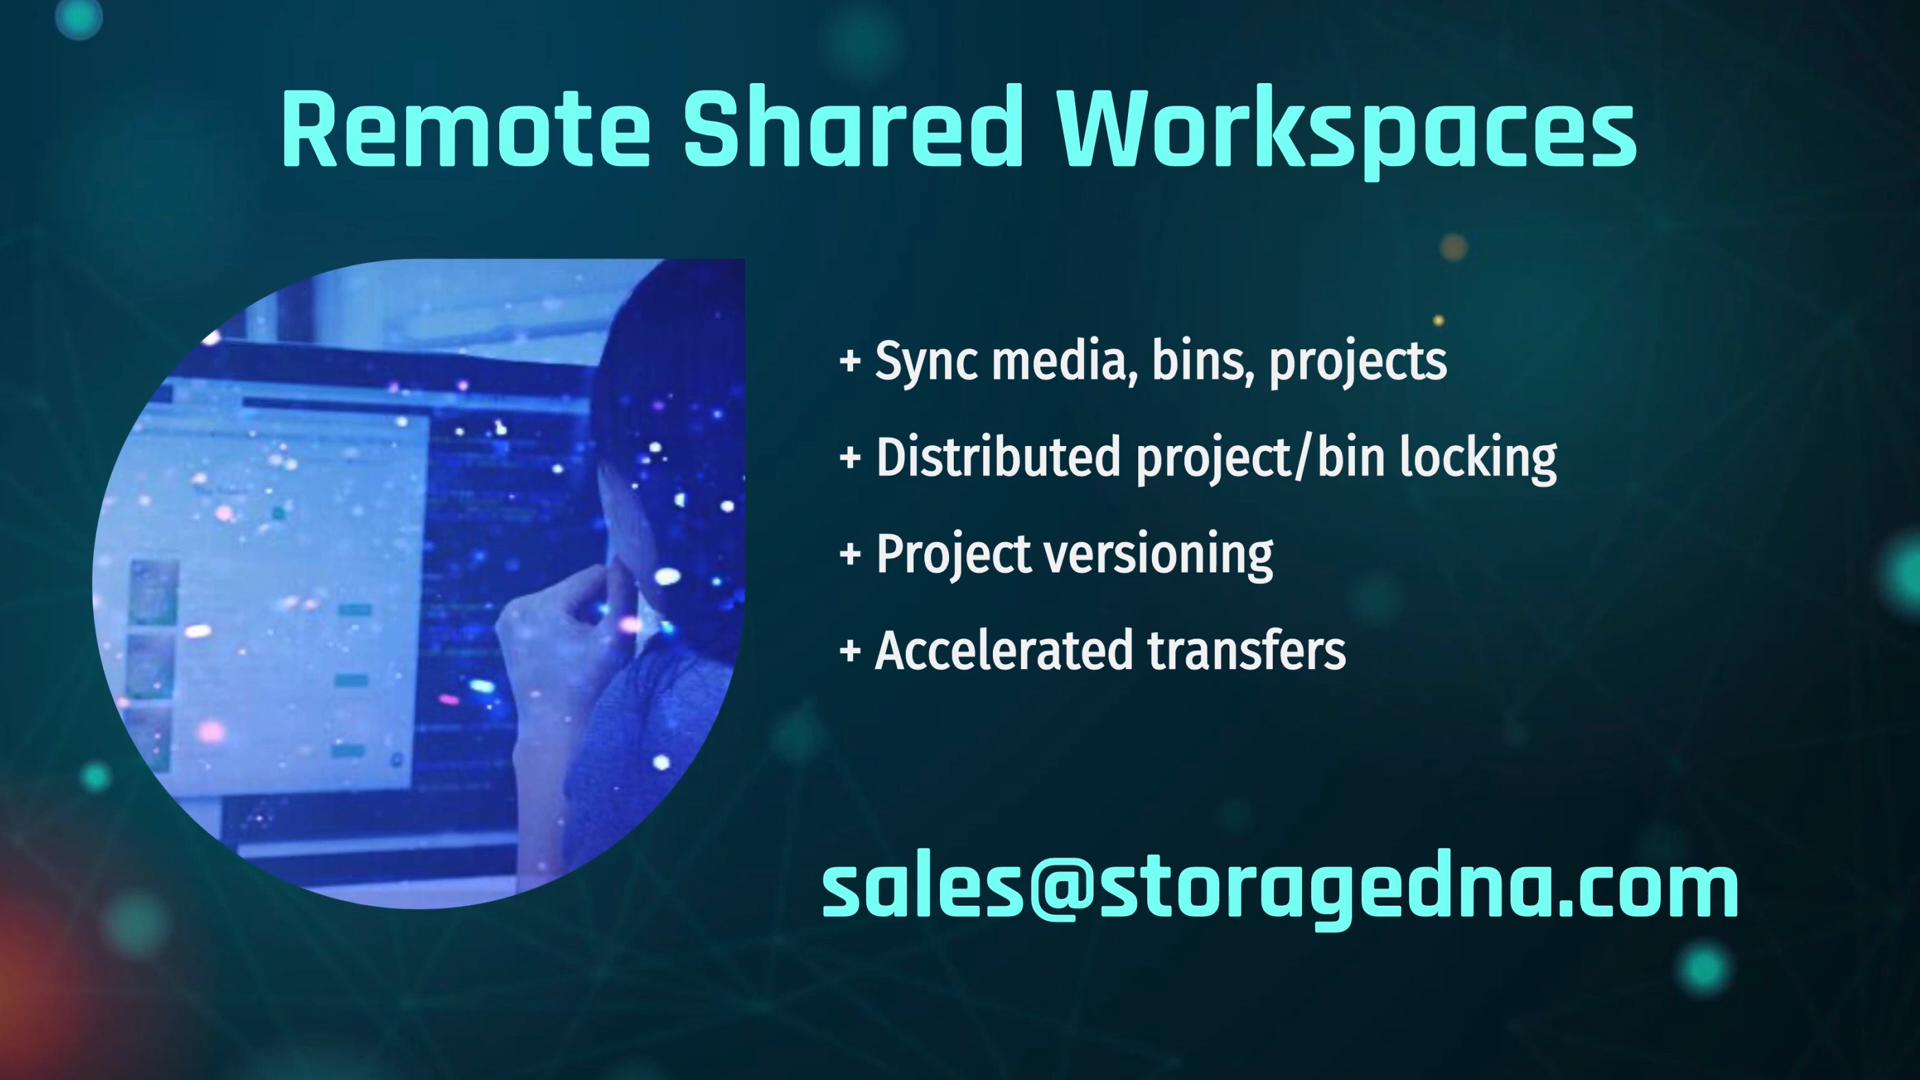 Remote Shared Workspaces
+ Sync media, bins, projects
+ Distributed project/bin locking
+ Project versioning
+ Accelerated transfers
sales@storagedna.com